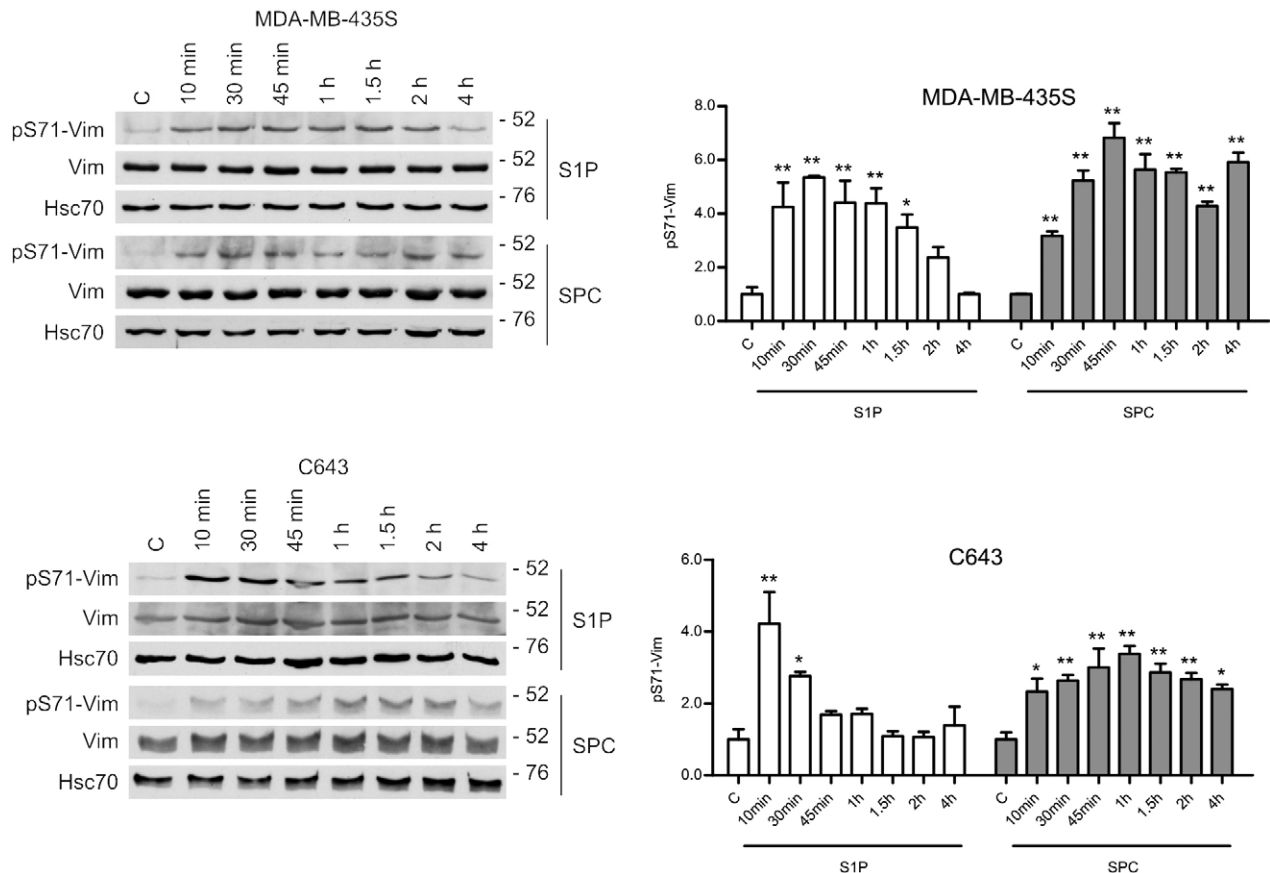 MDA-MB-435S
C 10 min 30 min 45 min 1 h 1.5 h 2 h 4 h
pS71-Vim - 52
Vim - 52 S1P
Hsc70 - 76
pS71-Vim - 52
Vim - 52 SPC
Hsc70 - 76
MDA-MB-435S
pS71-Vim
8.0
6.0
4.0
2.0
0.0
** ** ** ** *
** ** ** ** ** ** **
C 10min 30min 45min 1h 1.5h 2h 4h C 10min 30min 45min 1h 1.5h 2h 4h
S1P SPC
C643
C 10 min 30 min 45 min 1 h 1.5 h 2 h 4 h
pS71-Vim - 52
Vim - 52 S1P
Hsc70 - 76
pS71-Vim - 52
Vim - 52 SPC
Hsc70 - 76
C643
pS71-Vim
6.0
4.0
2.0
0.0
** *
* ** ** ** ** ** *
C 10min 30min 45min 1h 1.5h 2h 4h C 10min 30min 45min 1h 1.5h 2h 4h
S1P SPC